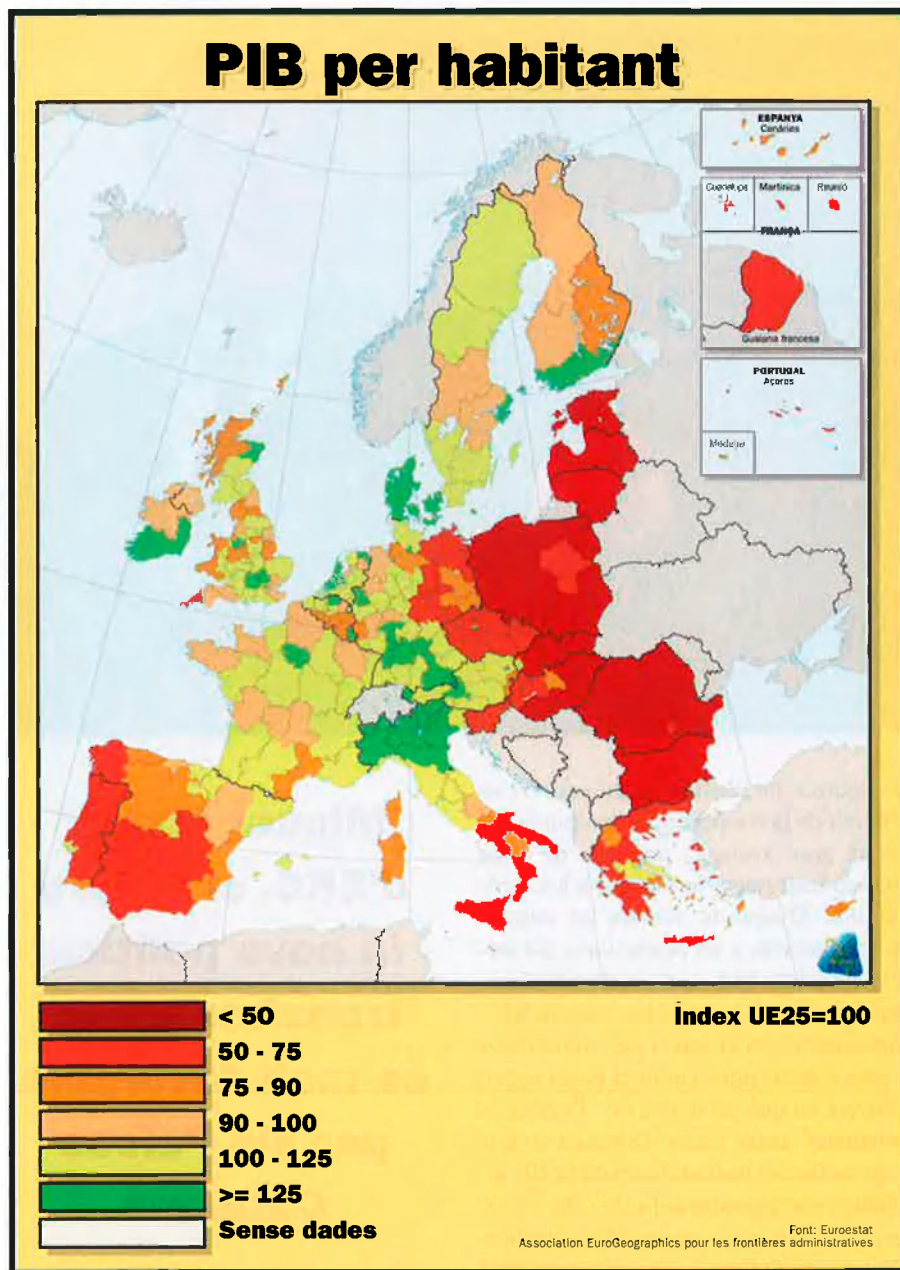 PIB per habitant
ESPANYA
Canàries
Guadalupe
Martinica
Reunió
FRANÇA
Guaiana francesa
PORTUGAL
Açores
Madeira
< 50
50 - 75
75 - 90
90 - 100
100 - 125
>= 125
Sense dades
Índex UE25=100
Font: Euroestat
Association EuroGeographics pour les frontières administratives